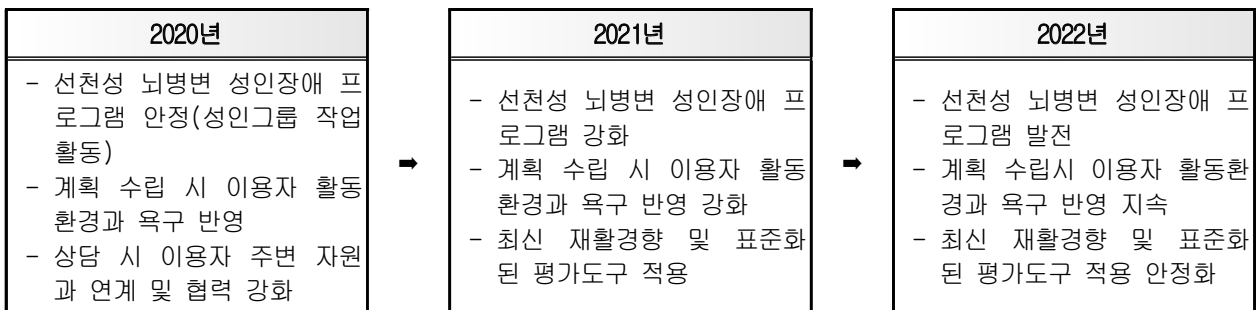 2020년
- 선천성 뇌병변 성인장애 프
로그램 안정(성인그룹 작업
활동)
- 계획 수립 시 이용자 활동
환경과 욕구 반영
- 상담 시 이용자 주변 자원
과 연계 및 협력 강화
➡
2021년
- 선천성 뇌병변 성인장애 프
로그램 강화
- 계획 수립 시 이용자 활동
환경과 욕구 반영 강화
- 최신 재활경향 및 표준화
된 평가도구 적용
➡
2022년
- 선천성 뇌병변 성인장애 프
로그램 발전
- 계획 수립시 이용자 활동환
경과 욕구 반영 지속
- 최신 재활경향 및 표준화
된 평가도구 적용 안정화